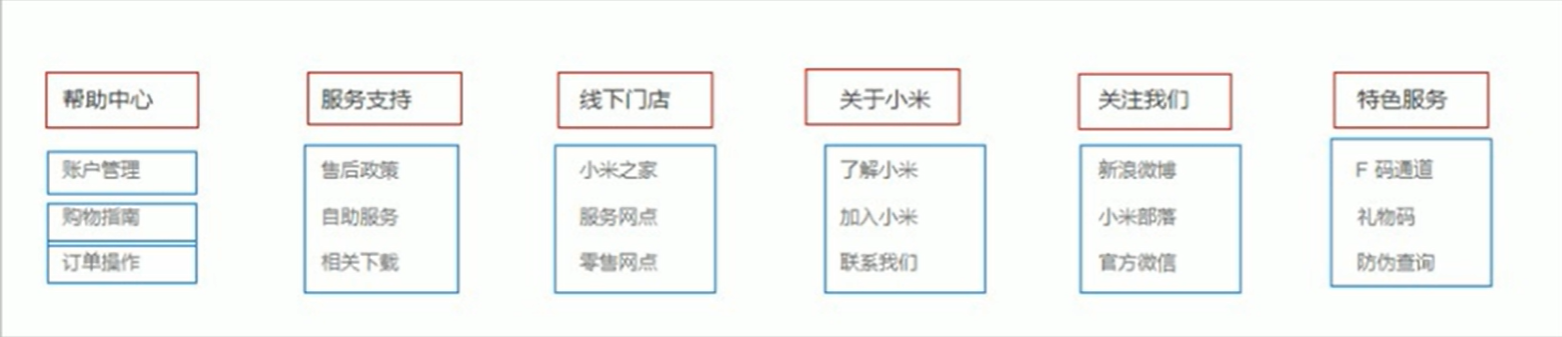 帮助中心
账户管理
购物指南
订单操作
服务支持
售后政策
自助服务
相关下载
线下门店
小米之家
服务网点
零售网点
关于小米
了解小米
加入小米
联系我们
关注我们
新浪微博
小米部落
官方微信
特色服务
F 码通道
礼物码
防伪查询